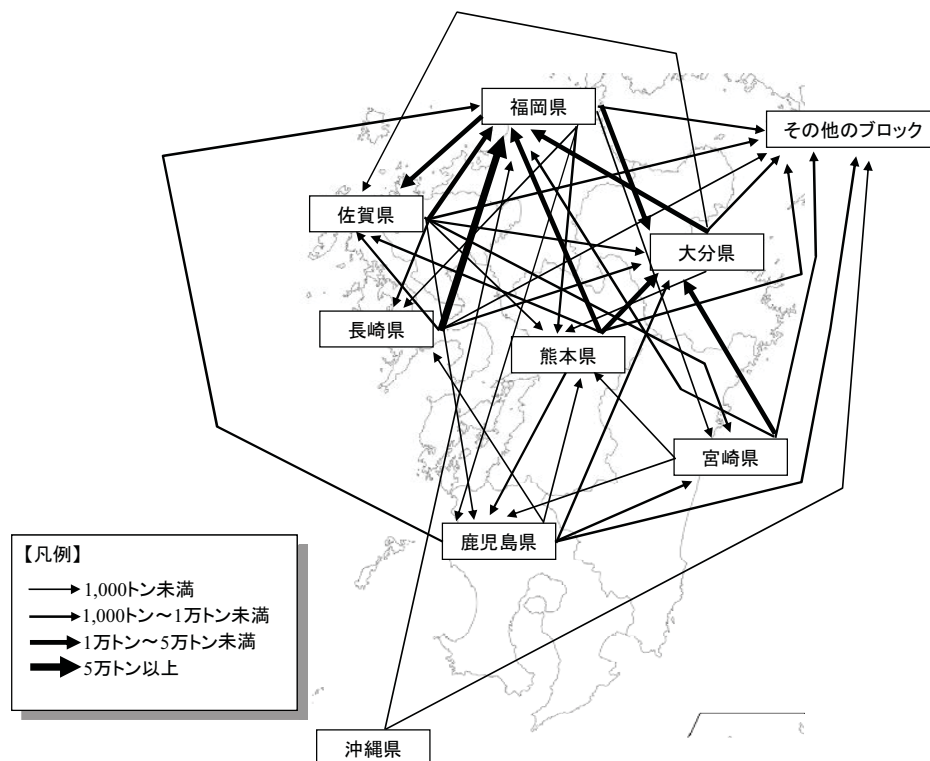 福岡県
その他のブロック
佐賀県
大分県
長崎県
熊本県
宮崎県
鹿児島県
【凡例】
1,000トン未満
1,000トン～1万トン未満
1万トン～5万トン未満
5万トン以上
沖縄県